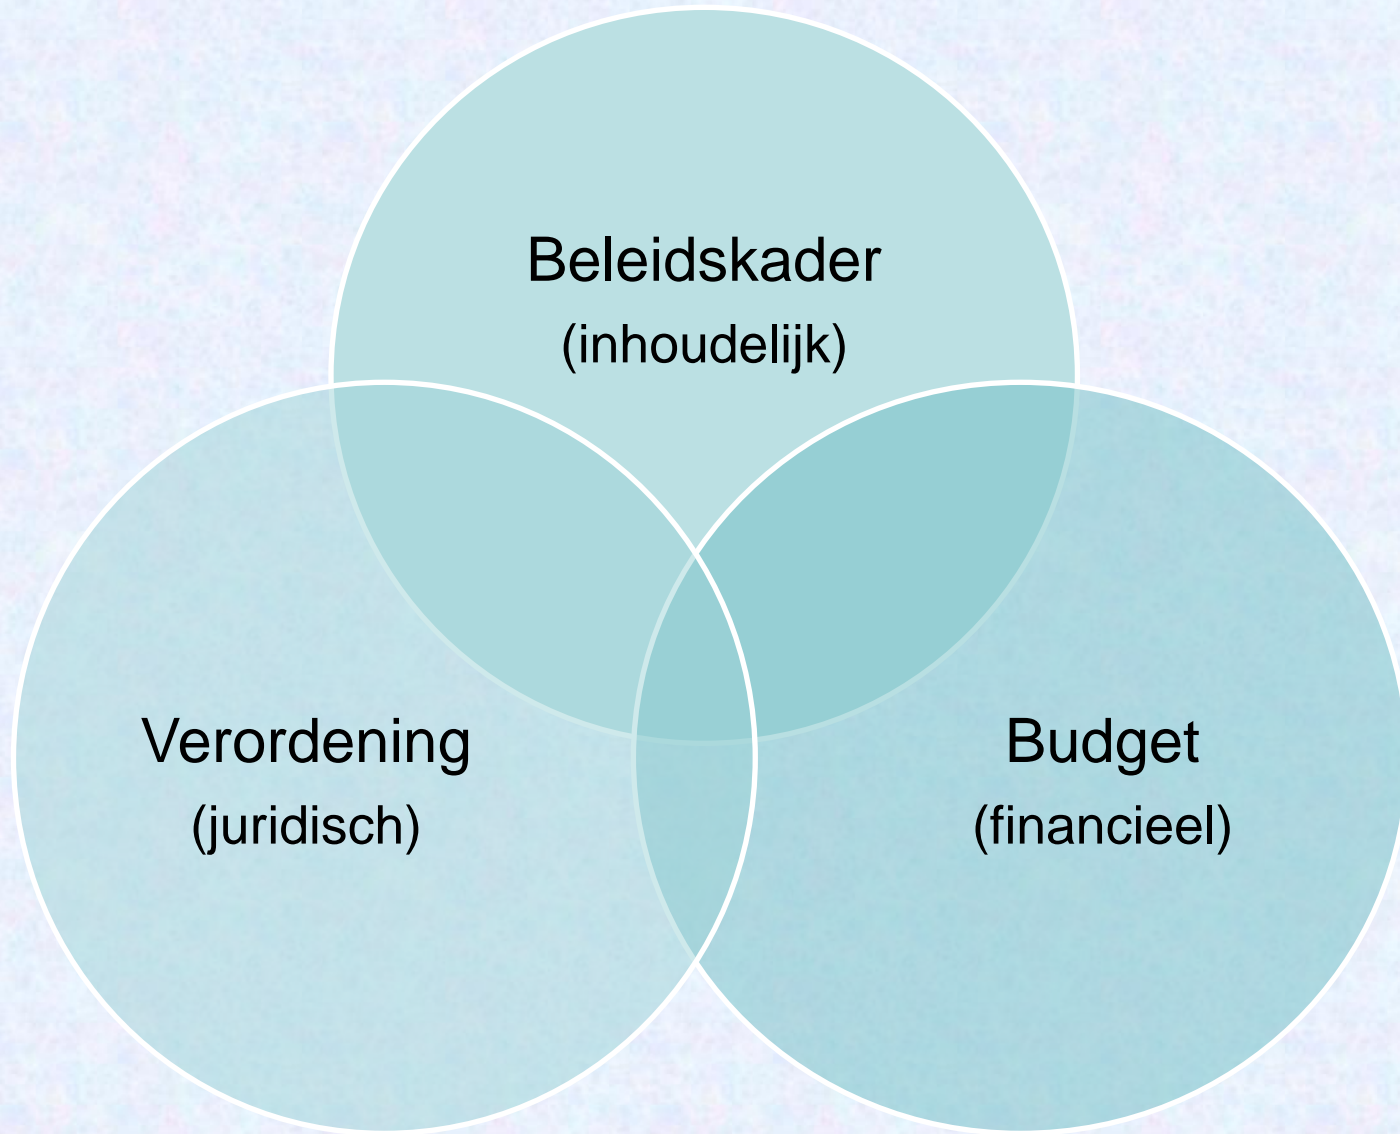 Beleidskader
(inhoudelijk)
Verordening
(juridisch)
Budget
(financieel)